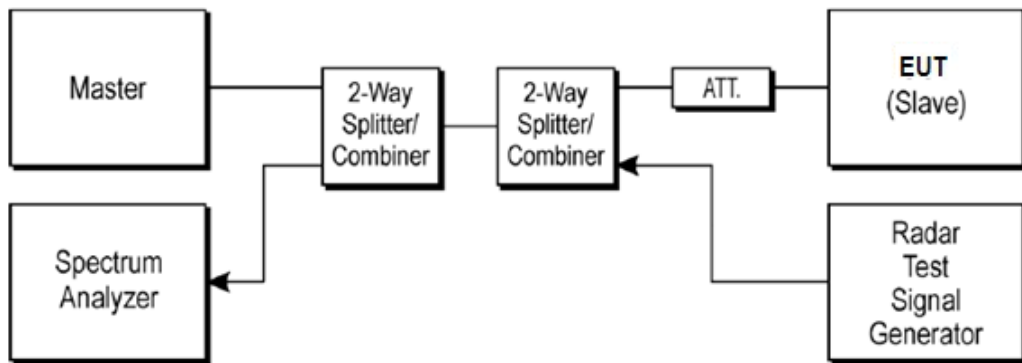 Master
2-Way
Splitter/
Combiner
2-Way
Splitter/
Combiner
ATT.
EUT
(Slave)
Spectrum
Analyzer
Radar
Test
Signal
Generator